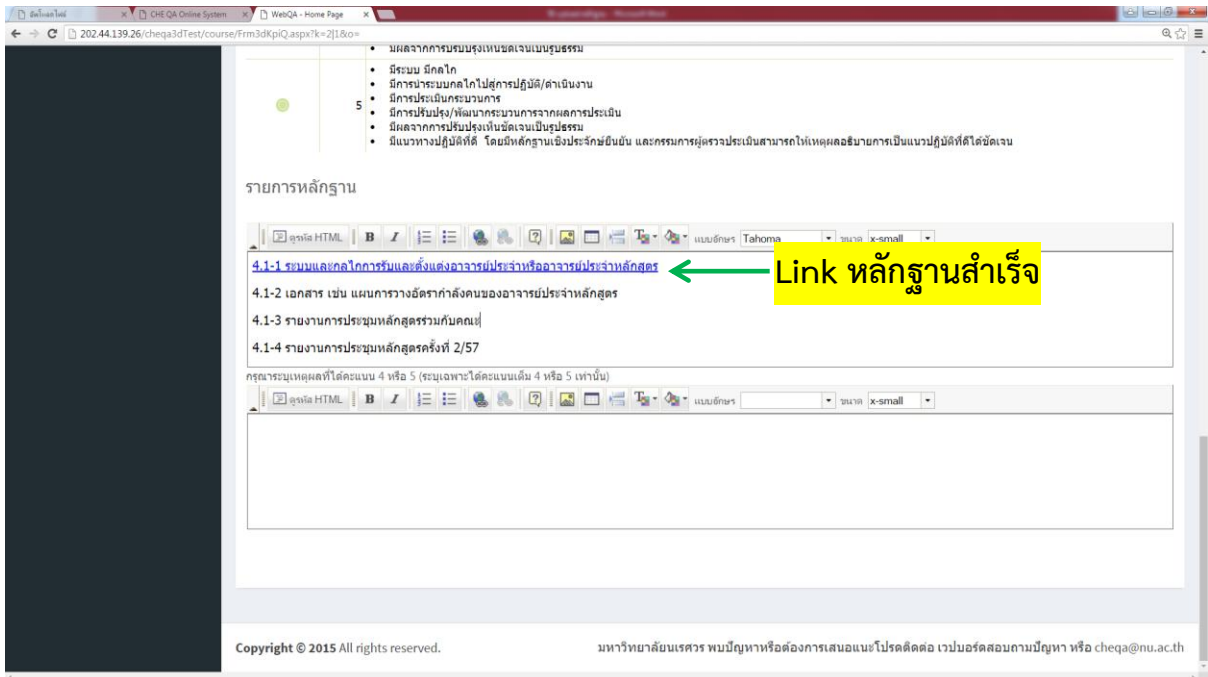 อัพโหลดไฟล์
CHE QA Online System
WebQA - Home Page
202.44.139.26/cheqa3dTest/course/Frm3dKpiQ.aspx?k=2|1&o=
• มีผลจากการปรับปรุงเห็นชัดเจนเป็นรูปธรรม
• มีระบบ มีกลไก
• มีการนำระบบกลไกไปสู่การปฏิบัติ/ดำเนินงาน
• มีการประเมินกระบวนการ
5 • มีการปรับปรุง/พัฒนากระบวนการจากผลการประเมิน
• มีผลจากการปรับปรุงเห็นชัดเจนเป็นรูปธรรม
• มีแนวทางปฏิบัติที่ดี โดยมีหลักฐานเชิงประจักษ์ยืนยัน และกรรมการผู้ตรวจประเมินสามารถให้เหตุผลอธิบายการเป็นแนวปฏิบัติที่ดีได้ชัดเจน
รายการหลักฐาน
ดูรหัส HTML B I แบบอักษร Tahoma ขนาด x-small
4.1-1 ระบบและกลไกการรับและตั้งแต่งอาจารย์ประจำหรืออาจารย์ประจำหลักสูตร
Link หลักฐานสำเร็จ
4.1-2 เอกสาร เช่น แผนการวางอัตรากำลังคนของอาจารย์ประจำหลักสูตร
4.1-3 รายงานการประชุมหลักสูตรร่วมกับคณะ
4.1-4 รายงานการประชุมหลักสูตรครั้งที่ 2/57
กรุณาระบุเหตุผลที่ได้คะแนน 4 หรือ 5 (ระบุเฉพาะได้คะแนนเต็ม 4 หรือ 5 เท่านั้น)
ดูรหัส HTML B I แบบอักษร ขนาด x-small
Copyright © 2015 All rights reserved.
มหาวิทยาลัยนเรศวร พบปัญหาหรือต้องการเสนอแนะโปรดติดต่อ เวปบอร์ดสอบถามปัญหา หรือ cheqa@nu.ac.th